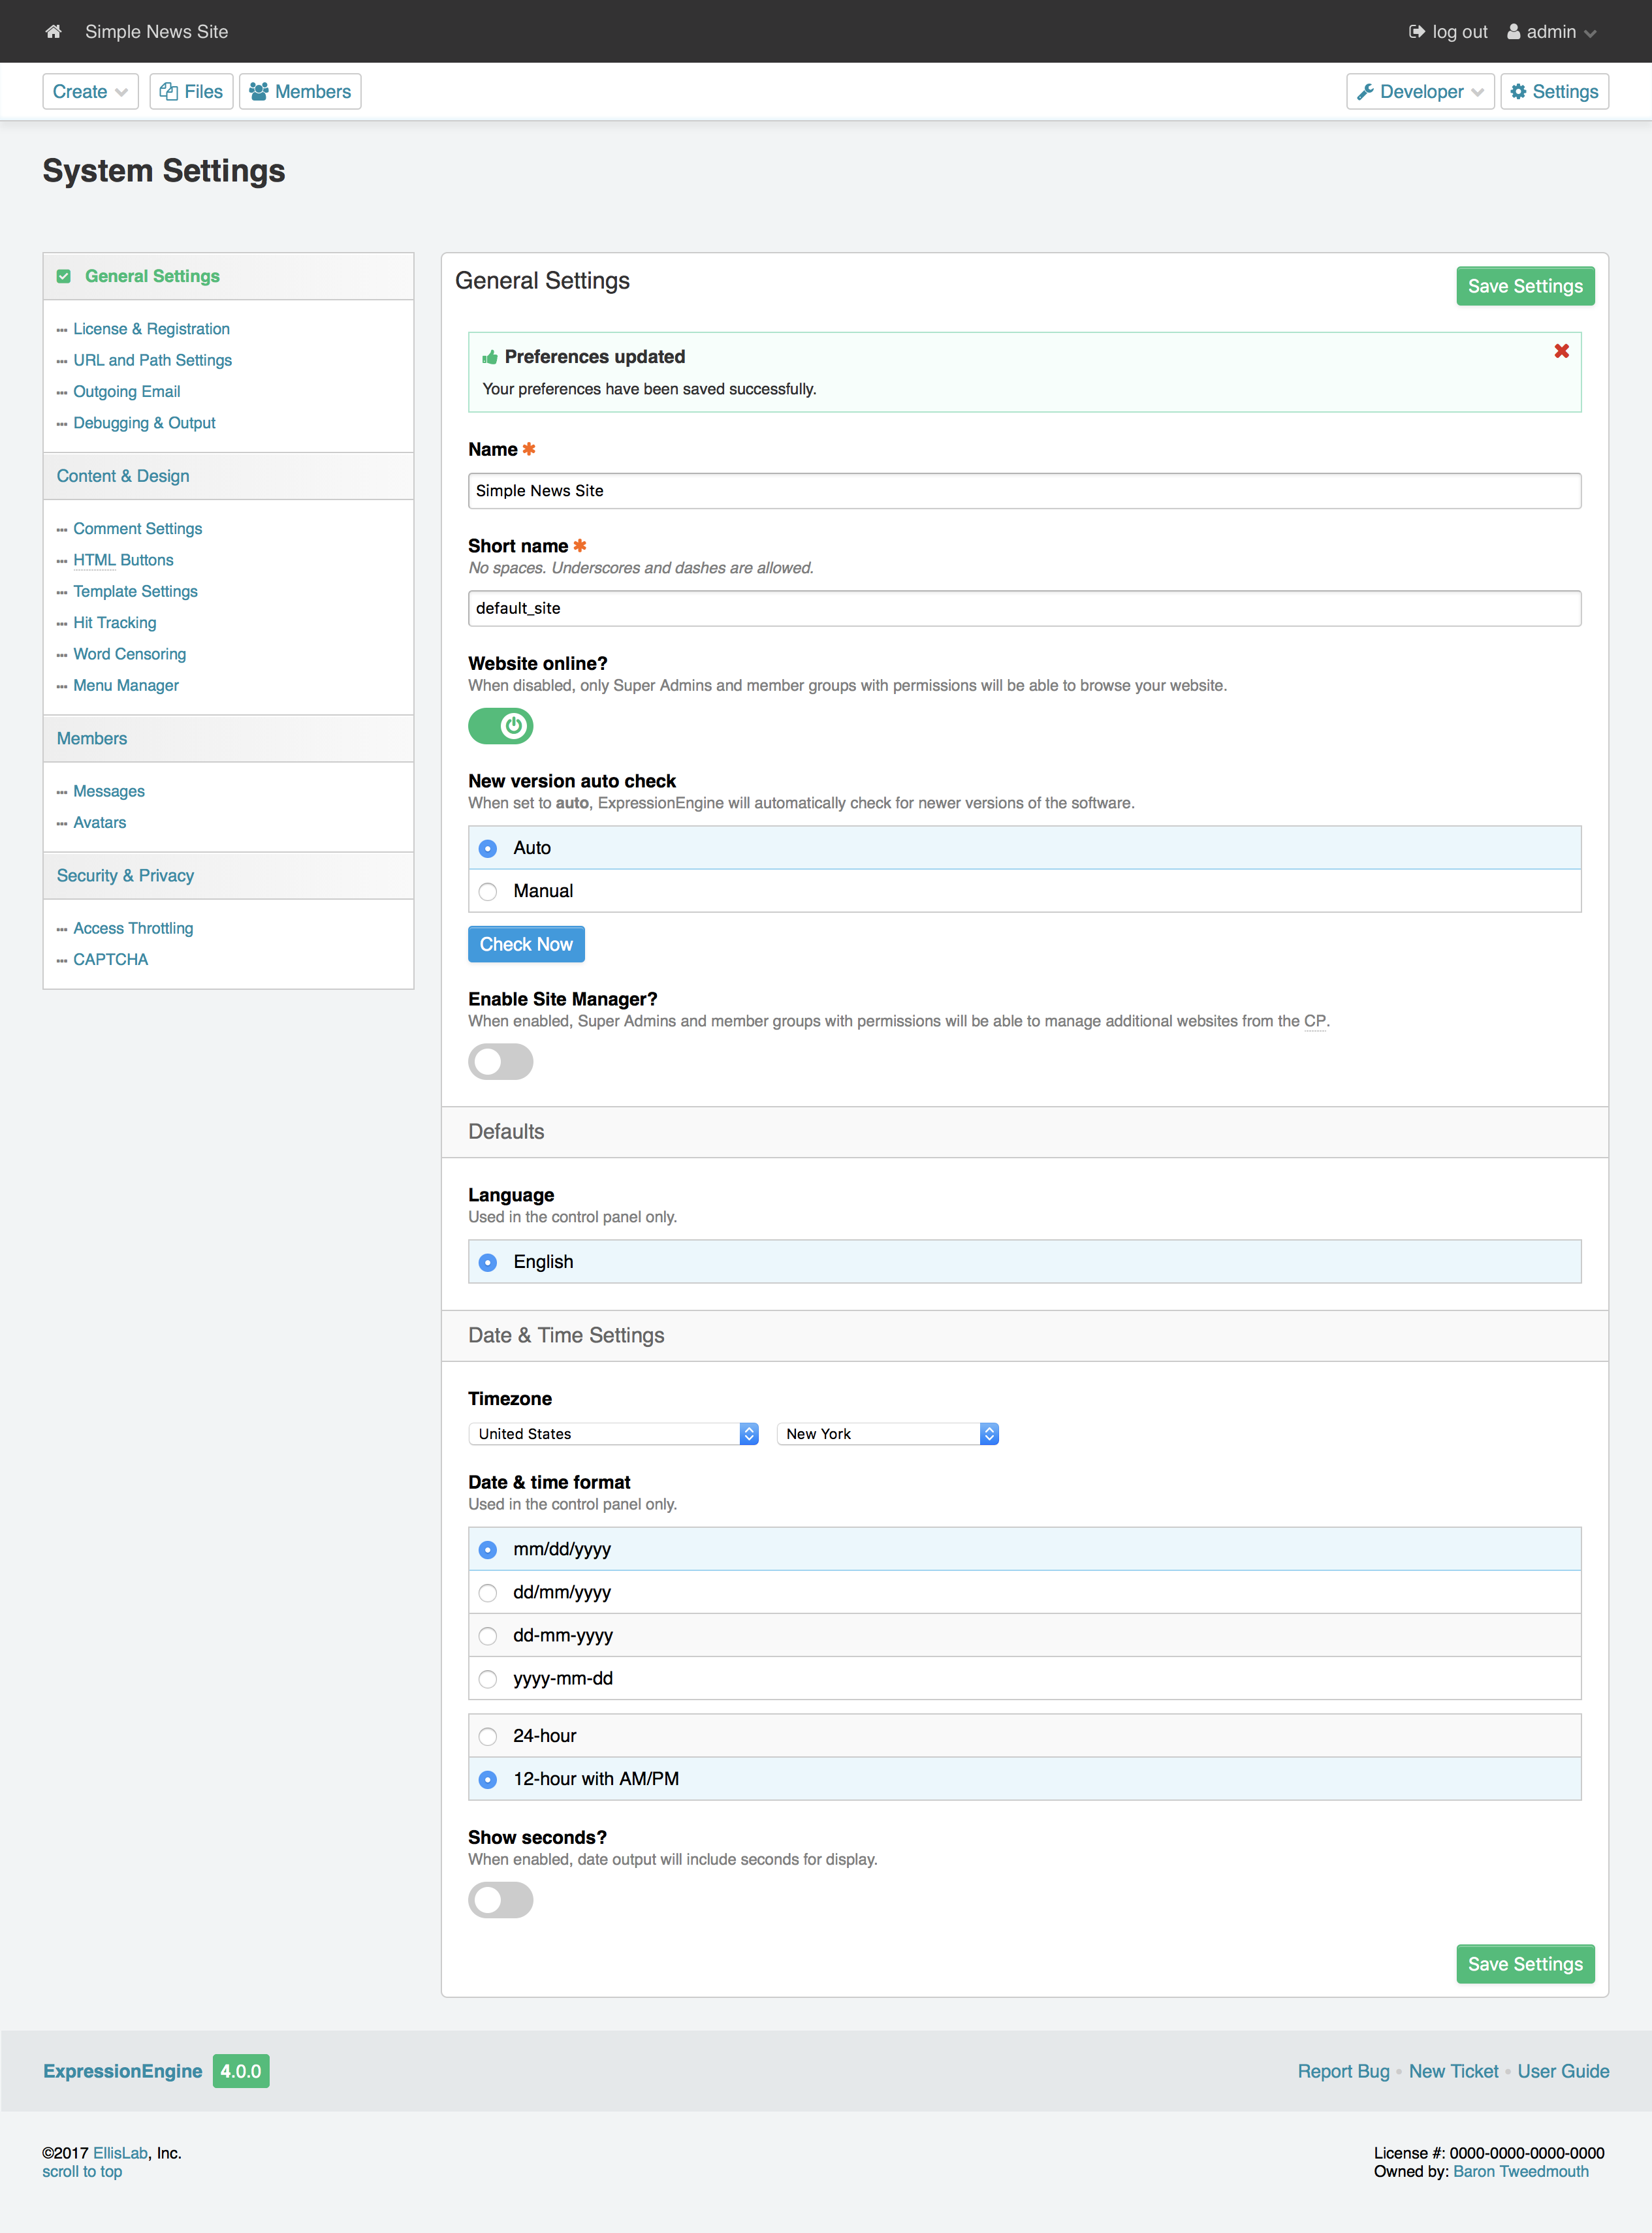 Simple News Site
log out admin
Create Files Members
Developer Settings
System Settings
General Settings
License & Registration
URL and Path Settings
Outgoing Email
Debugging & Output
Content & Design
Comment Settings
HTML Buttons
Template Settings
Hit Tracking
Word Censoring
Menu Manager
Members
Messages
Avatars
Security & Privacy
Access Throttling
CAPTCHA
General Settings
Save Settings
Preferences updated
Your preferences have been saved successfully.
Name
Simple News Site
Short name
No spaces. Underscores and dashes are allowed.
default_site
Website online?
When disabled, only Super Admins and member groups with permissions will be able to browse your website.
New version auto check
When set to auto, ExpressionEngine will automatically check for newer versions of the software.
Auto
Manual
Check Now
Enable Site Manager?
When enabled, Super Admins and member groups with permissions will be able to manage additional websites from the CP.
Defaults
Language
Used in the control panel only.
English
Date & Time Settings
Timezone
United States New York
Date & time format
Used in the control panel only.
mm/dd/yyyy
dd/mm/yyyy
dd-mm-yyyy
yyyy-mm-dd
24-hour
12-hour with AM/PM
Show seconds?
When enabled, date output will include seconds for display.
Save Settings
ExpressionEngine 4.0.0
Report Bug • New Ticket • User Guide
©2017 EllisLab, Inc.
scroll to top
License #: 0000-0000-0000-0000
Owned by: Baron Tweedmouth